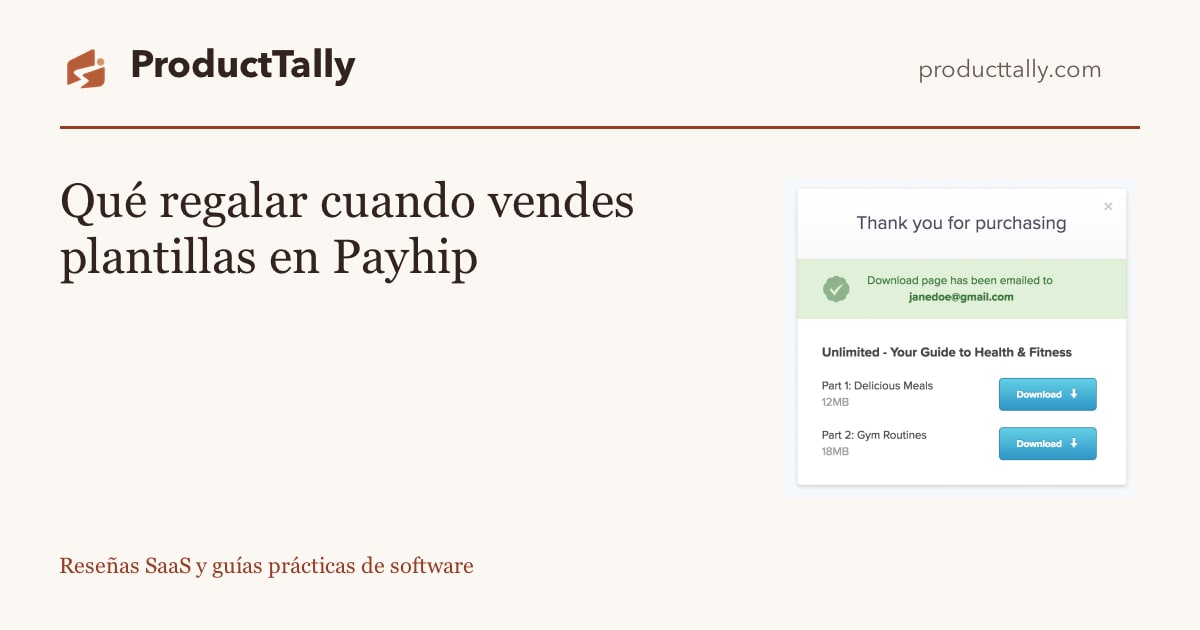 ProductTally
producttally.com
Qué regalar cuando vendes
plantillas en Payhip
×
Thank you for purchasing
Download page has been emailed to
janedoe@gmail.com
Unlimited - Your Guide to Health & Fitness
Part 1: Delicious Meals
12MB
Download
Part 2: Gym Routines
18MB
Download
Reseñas SaaS y guías prácticas de software